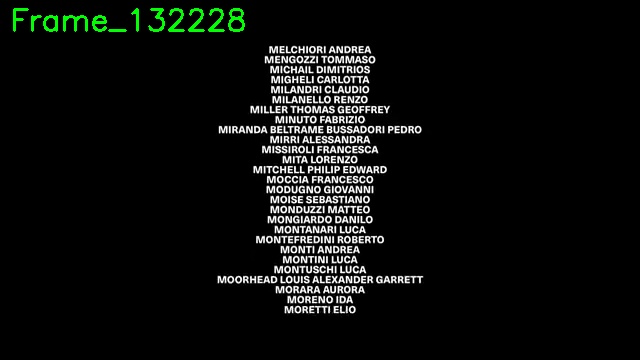 Frame_132228
MELCHIORI ANDREA
MENGOZZI TOMMASO
MICHAIL DIMITRIOS
MIGHELI CARLOTTA
MILANDRI CLAUDIO
MILANELLO RENZO
MILLER THOMAS GEOFFREY
MINUTO FABRIZIO
MIRANDA BELTRAME BUSSADORI PEDRO
MIRRI ALESSANDRA
MISSIROLI FRANCESCA
MITA LORENZO
MITCHELL PHILIP EDWARD
MOCCIA FRANCESCO
MODUGNO GIOVANNI
MOISE SEBASTIANO
MONDUZZI MATTEO
MONGIARDO DANILO
MONTANARI LUCA
MONTEFREDINI ROBERTO
MONTI ANDREA
MONTINI LUCA
MONTUSCHI LUCA
MOORHEAD LOUIS ALEXANDER GARRETT
MORARA AURORA
MORENO IDA
MORETTI ELIO